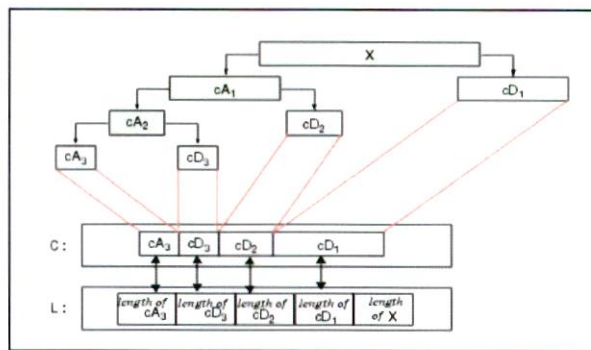 X
cA1
cD1
cA2
cD2
cA3
cD3
C: cA3 cD3 cD2 cD1
L: length of cA3 length of cD3 length of cD2 length of cD1 length of X